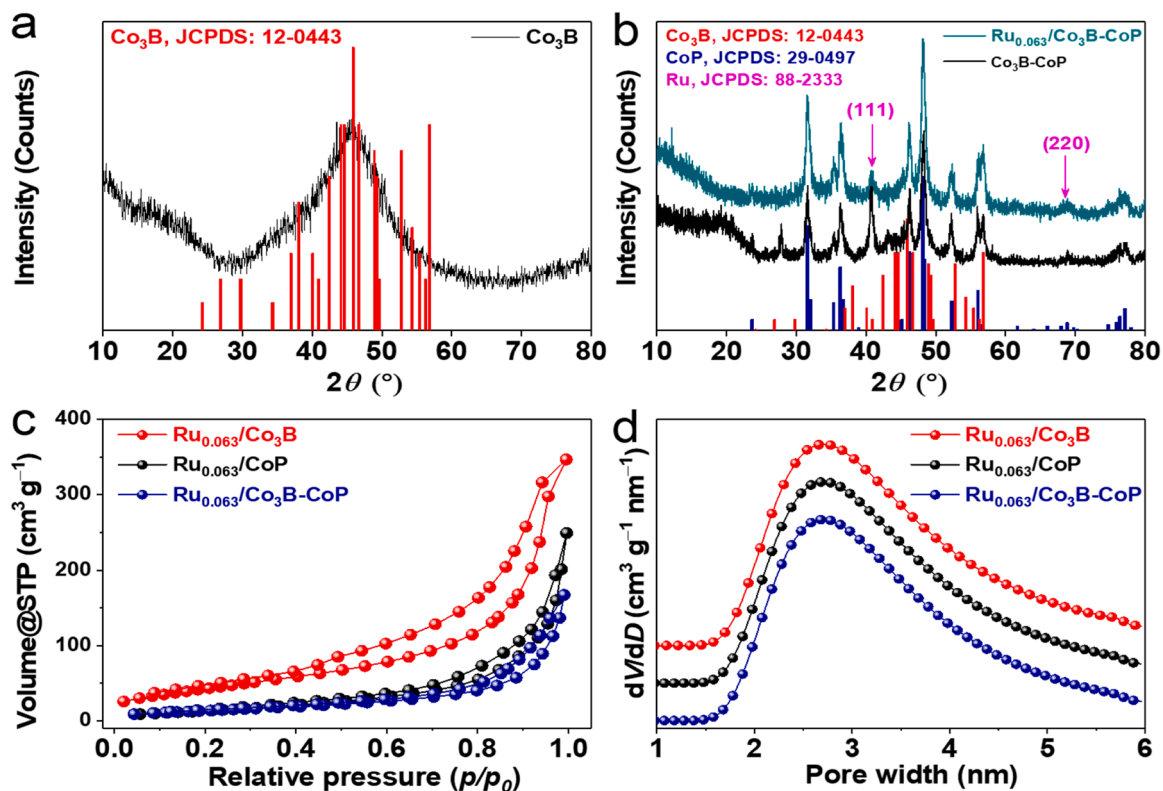 a
Co₃B, JCPDS: 12-0443
Co₃B
Intensity (Counts)
10 20 30 40 50 60 70 80
2θ (°)
b
Co₃B, JCPDS: 12-0443
CoP, JCPDS: 29-0497
Ru, JCPDS: 88-2333
Ru₀.₀₆₃/Co₃B-CoP
Co₃B-CoP
(111)
(220)
Intensity (Counts)
10 20 30 40 50 60 70 80
2θ (°)
c
Ru₀.₀₆₃/Co₃B
Ru₀.₀₆₃/CoP
Ru₀.₀₆₃/Co₃B-CoP
Volume@STP (cm³ g⁻¹)
400
300
200
100
0
0.0 0.2 0.4 0.6 0.8 1.0
Relative pressure (p/p₀)
d
Ru₀.₀₆₃/Co₃B
Ru₀.₀₆₃/CoP
Ru₀.₀₆₃/Co₃B-CoP
dV/dD (cm³ g⁻¹ nm⁻¹)
1 2 3 4 5 6
Pore width (nm)